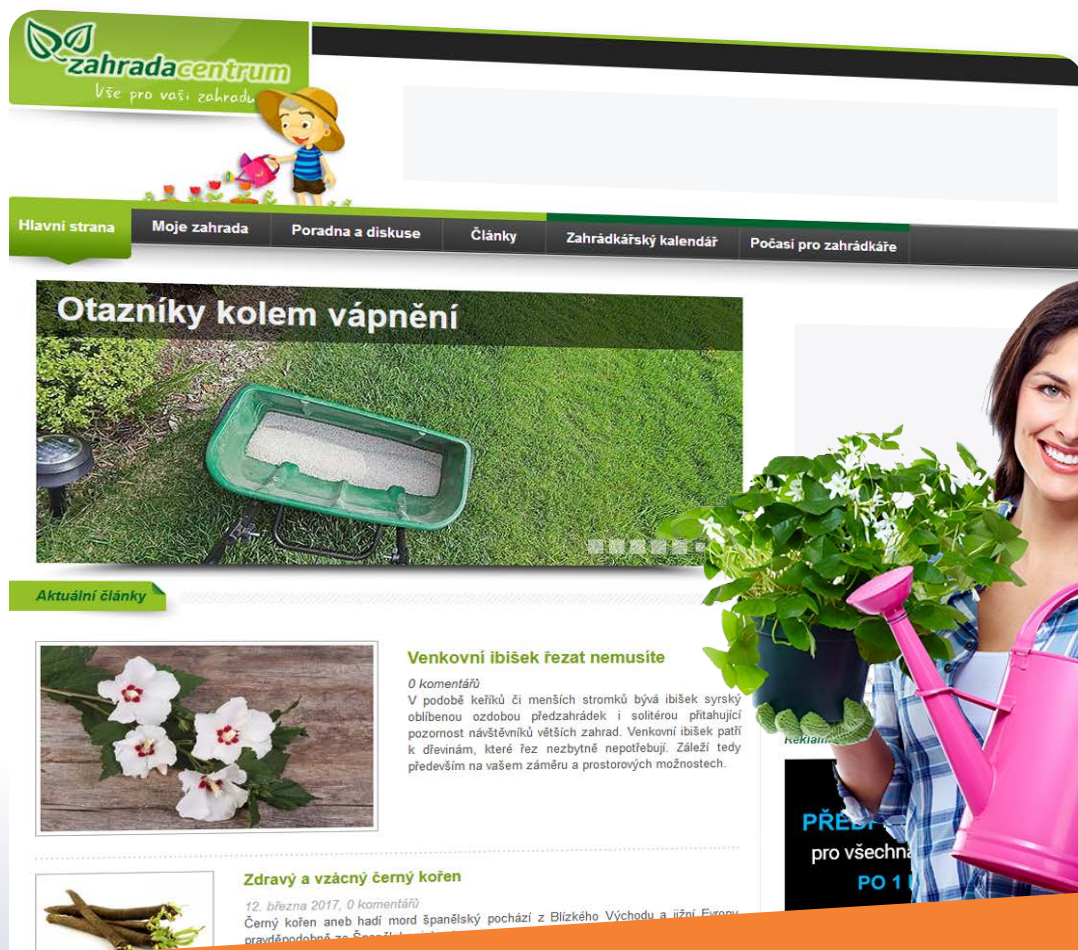 zahradacentrum
Vše pro vaši zahradu
Hlavní strana
Moje zahrada
Poradna a diskuse
Články
Zahrádkářský kalendář
Počasi pro zahrádkáře
Otazníky kolem vápnění
Aktuální články
Venkovní ibišek řezat nemusíte
0 komentářů
V podobě keříků či menších stromků bývá ibišek syrský
oblíbenou ozdobou předzahrádek i solitérou přitahující
pozornost návštěvníků větších zahrad. Venkovní ibišek patří
k dřevinám, které řez nezbytně nepotřebují. Záleží tedy
především na vašem záměru a prostorových možnostech.
Zdravý a vzácný černý kořen
12. března 2017, 0 komentářů
Černý kořen aneb hadí mord španělský pochází z Blízkého Východu a jižní Evropy,
pravděpodobně ze
pro všechna
PO 1